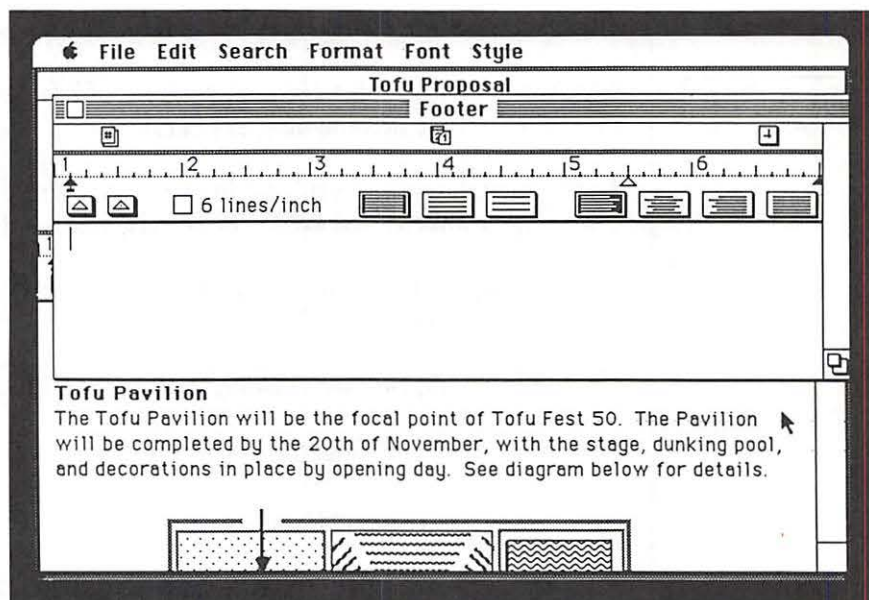 File Edit Search Format Font Style
Tofu Proposal
Footer
#
1 2 3 4 5 6
6 lines/inch
1
Tofu Pavilion
The Tofu Pavilion will be the focal point of Tofu Fest 50. The Pavilion
will be completed by the 20th of November, with the stage, dunking pool,
and decorations in place by opening day. See diagram below for details.